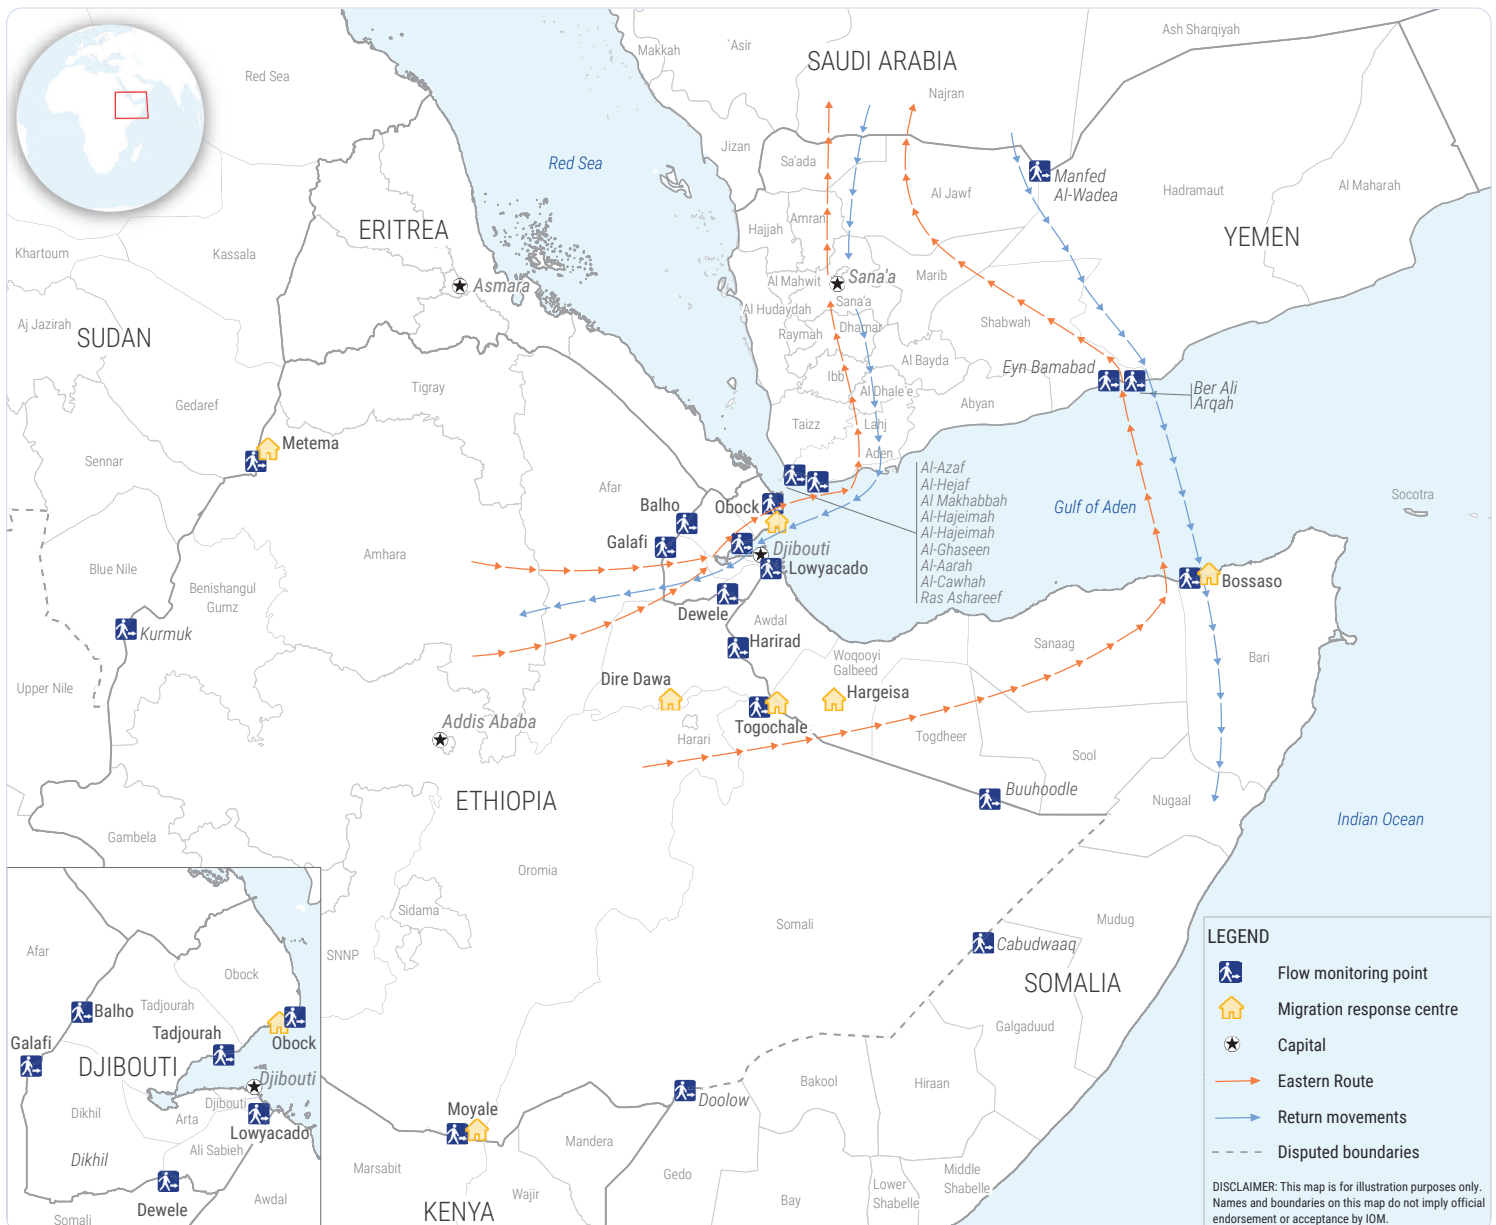 Red Sea
Makkah
'Asir
SAUDI ARABIA
Ash Sharqiyah
Najran
Jizan
Sa'ada
Red Sea
Manfed
Al-Wadea
Al Jawf
Hadramaut
Al Maharah
ERITREA
Amran
Hajjah
YEMEN
Khartoum
Kassala
Asmara
Al Mahwit
Sana'a
Marib
Sana'a
Al Hudaydah
Dhamar
Raymah
Shabwah
Aj Jazirah
SUDAN
Al Bayda
Eyn Bamabad
Ibb
Al Dhale'e
Ber Ali
Arqah
Tigray
Gedaref
Abyan
Taizz
Lahj
Metema
Aden
Sennar
Al-Azaf
Al-Hejaf
Al Makhabbah
Al-Hajeimah
Al-Hajeimah
Al-Ghaseen
Al-Aarah
Al-Cawhah
Ras Ashareef
Afar
Balho
Obock
Gulf of Aden
Socotra
Galafi
Djibouti
Amhara
Lowyacado
Blue Nile
Benishangul
Gumz
Bossaso
Dewele
Awdal
Kurmuk
Harirad
Sanaag
Woqooyi
Galbeed
Bari
Upper Nile
Dire Dawa
Hargeisa
Addis Ababa
Togochale
Harari
Togdheer
Sool
ETHIOPIA
Buuhoodle
Nugaal
Indian Ocean
Gambela
Oromia
Sidama
Somali
Mudug
SNNP
Cabudwaaq
SOMALIA
Galgaduud
Bakool
Hiraan
Doolow
Moyale
Mandera
Marsabit
Gedo
Wajir
KENYA
Bay
Lower
Shabelle
Middle
Shabelle
Afar
Obock
Balho
Tadjourah
Tadjourah
Galafi
Obock
DJIBOUTI
Djibouti
Dikhil
Djibouti
Arta
Lowyacado
Ali Sabieh
Dikhil
Dewele
Awdal
Somali
LEGEND
Flow monitoring point
Migration response centre
Capital
Eastern Route
Return movements
Disputed boundaries
DISCLAIMER: This map is for illustration purposes only.
Names and boundaries on this map do not imply official
endorsement or acceptance by IOM.